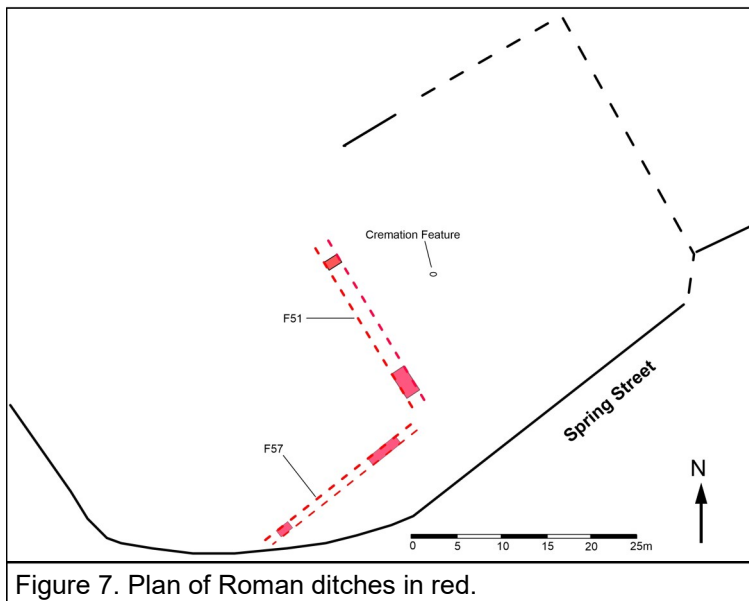 Cremation Feature
F51
Spring Street
F57
N
0 5 10 15 20 25m
Figure 7. Plan of Roman ditches in red.